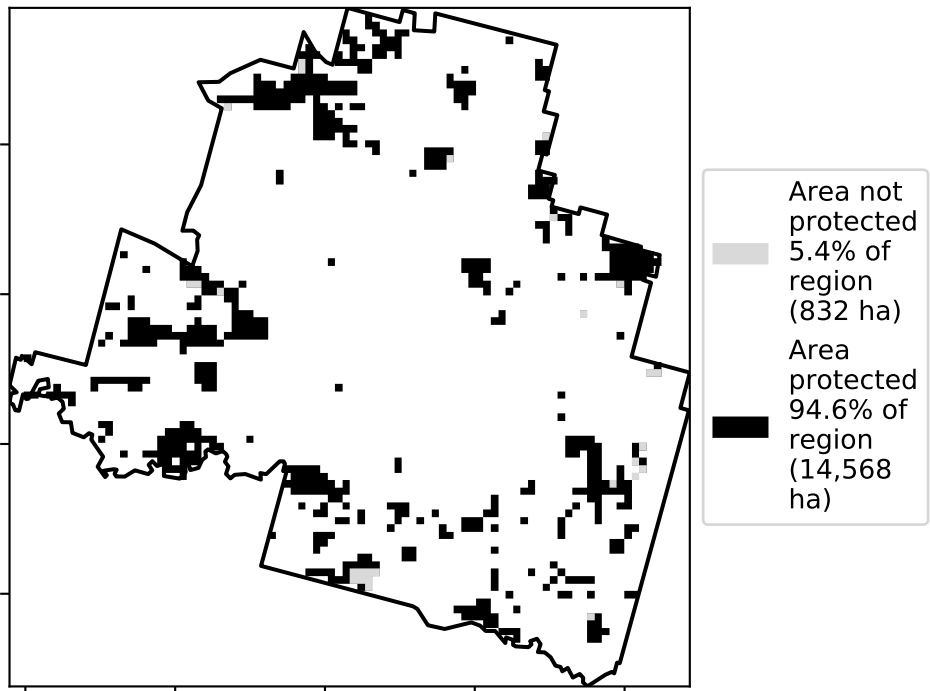 Area not
protected
5.4% of
region
(832 ha)
Area
protected
94.6% of
region
(14,568
ha)